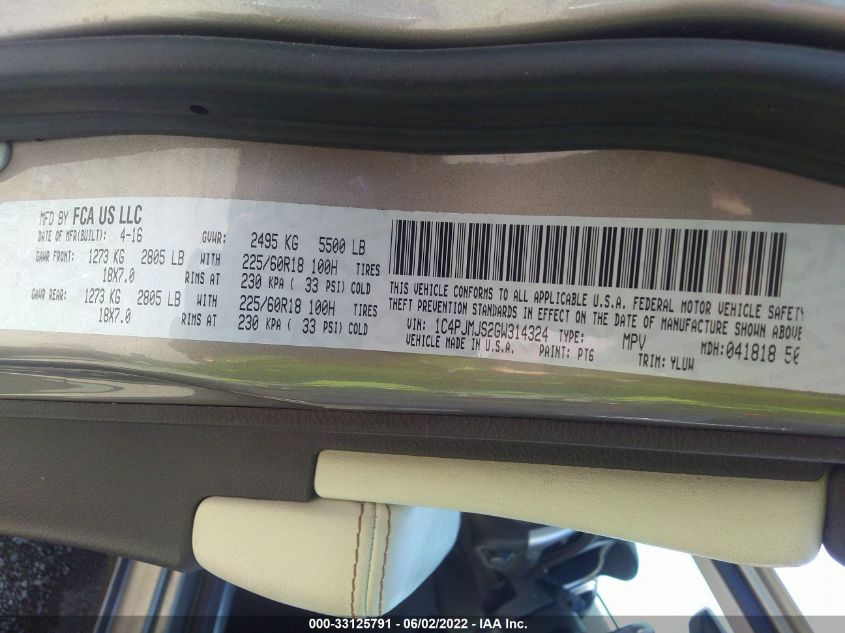 MFD BY FCA US LLC
DATE OF MFR(BUILT): 4-16 GVWR: 2495 KG 5500 LB
GAWR FRONT: 1273 KG 2805 LB WITH 225/60R18 100H TIRES
18X7.0 RIMS AT 230 KPA ( 33 PSI) COLD
GAWR REAR: 1273 KG 2805 LB WITH 225/60R18 100H TIRES
18X7.0 RIMS AT 230 KPA ( 33 PSI) COLD
THIS VEHICLE CONFORMS TO ALL APPLICABLE U.S.A. FEDERAL MOTOR VEHICLE SAFETY
THEFT PREVENTION STANDARDS IN EFFECT ON THE DATE OF MANUFACTURE SHOWN ABOVE
VIN: 1C4PJMJS2GW314324 TYPE: MPV MDH:041818 50
VEHICLE MADE IN U.S.A. PAINT: PTG TRIM: YLUW
000-33125791 - 06/02/2022 - IAA Inc.